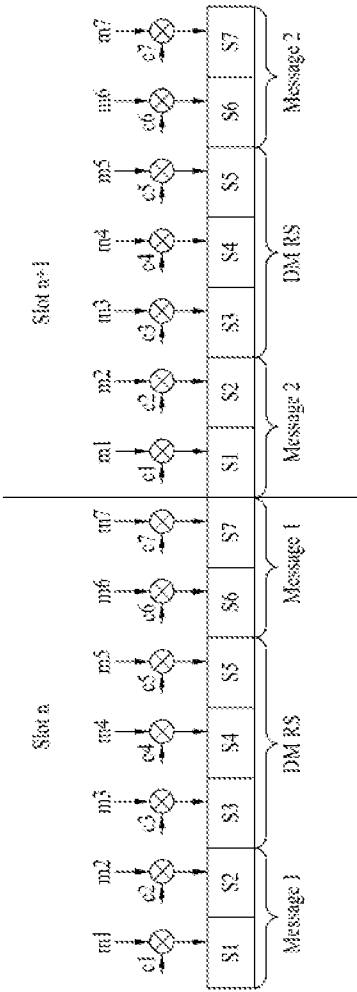 Slot n
Slot n+1
m1 m2 m3 m4 m5 m6 m7 m1 m2 m3 m4 m5 m6 m7
c1 c2 c3 c4 c5 c6 c7 c1 c2 c3 c4 c5 c6 c7
S1 S2 S3 S4 S5 S6 S7 S1 S2 S3 S4 S5 S6 S7
Message 1 DM RS Message 1 Message 2 DM RS Message 2